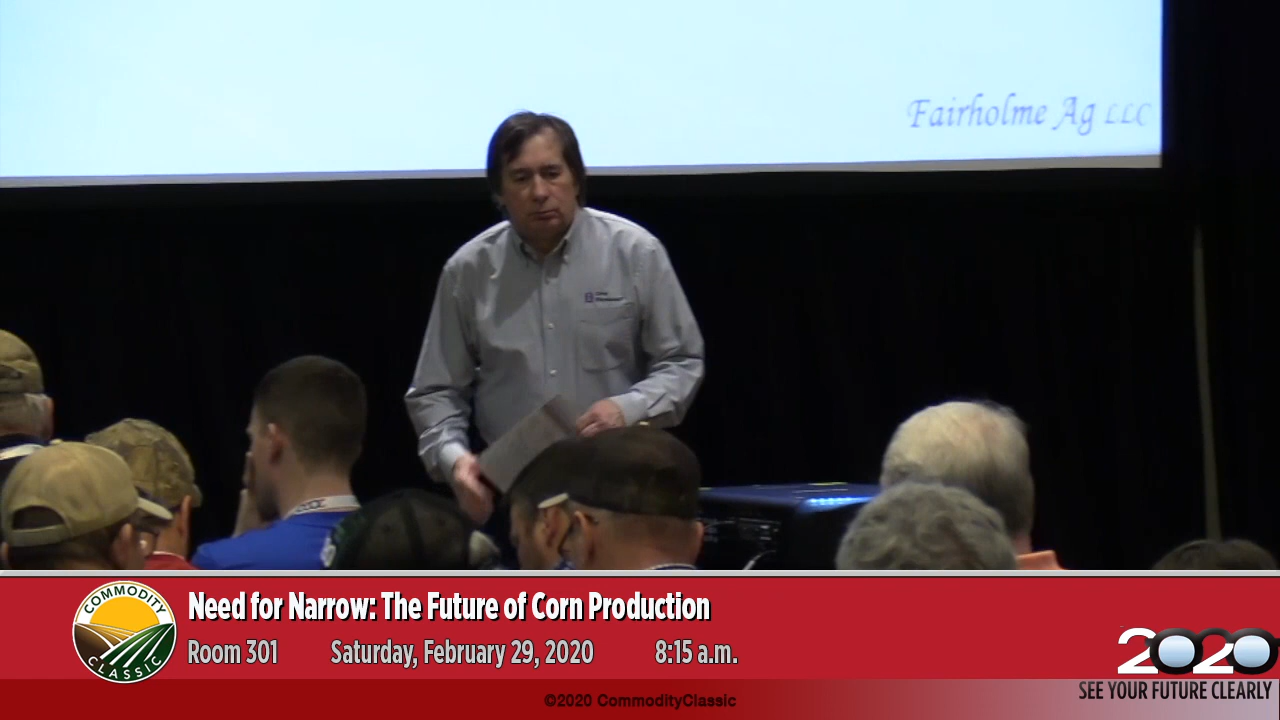 Fairholme Ag LLC
COMMODITY
CLASSIC
Need for Narrow: The Future of Corn Production
Room 301 Saturday, February 29, 2020 8:15 a.m.
2020
SEE YOUR FUTURE CLEARLY
©2020 CommodityClassic